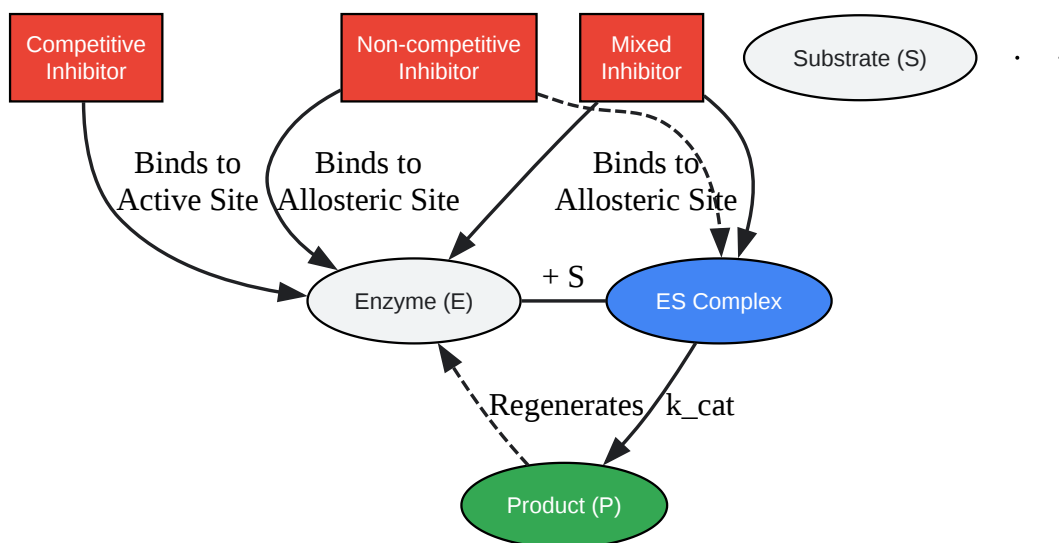 Competitive
Inhibitor
Non-competitive
Inhibitor
Mixed
Inhibitor
Substrate (S)
Binds to
Active Site
Binds to
Allosteric Site
Binds to
Allosteric Site
Enzyme (E)
+ S
ES Complex
Regenerates
k_cat
Product (P)